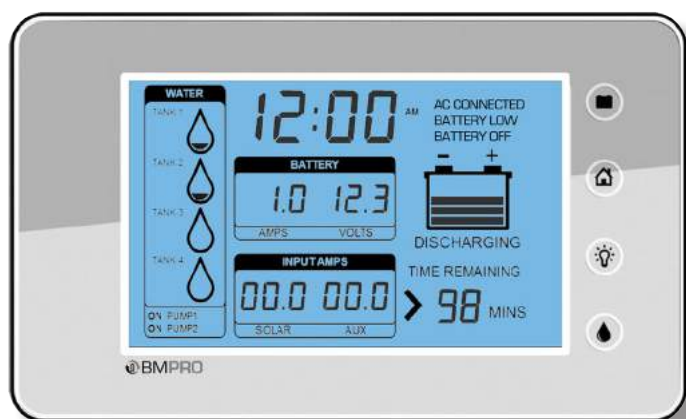 WATER
TANK 1
TANK 2
TANK 3
TANK 4
ON PUMP1
ON PUMP2
12:00 AM
BATTERY
1.0 12.3
AMPS VOLTS
INPUT AMPS
00.0 00.0
SOLAR AUX
AC CONNECTED
BATTERY LOW
BATTERY OFF
- +
DISCHARGING
TIME REMAINING
> 98 MINS
BMPRO